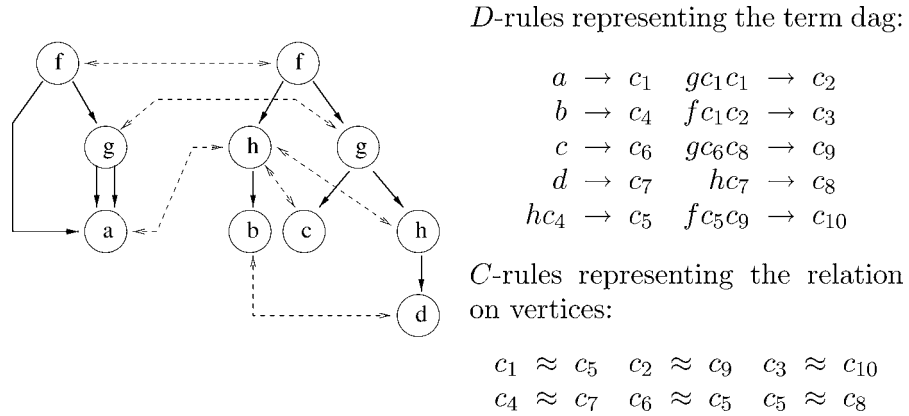 f f
g h g
a b c h
d
D-rules representing the term dag:
a → c₁ gc₁c₁ → c₂
b → c₄ fc₁c₂ → c₃
c → c₆ gc₆c₈ → c₉
d → c₇ hc₇ → c₈
hc₄ → c₅ fc₅c₉ → c₁₀
C-rules representing the relation
on vertices:
c₁ ≈ c₅ c₂ ≈ c₉ c₃ ≈ c₁₀
c₄ ≈ c₇ c₆ ≈ c₅ c₅ ≈ c₈